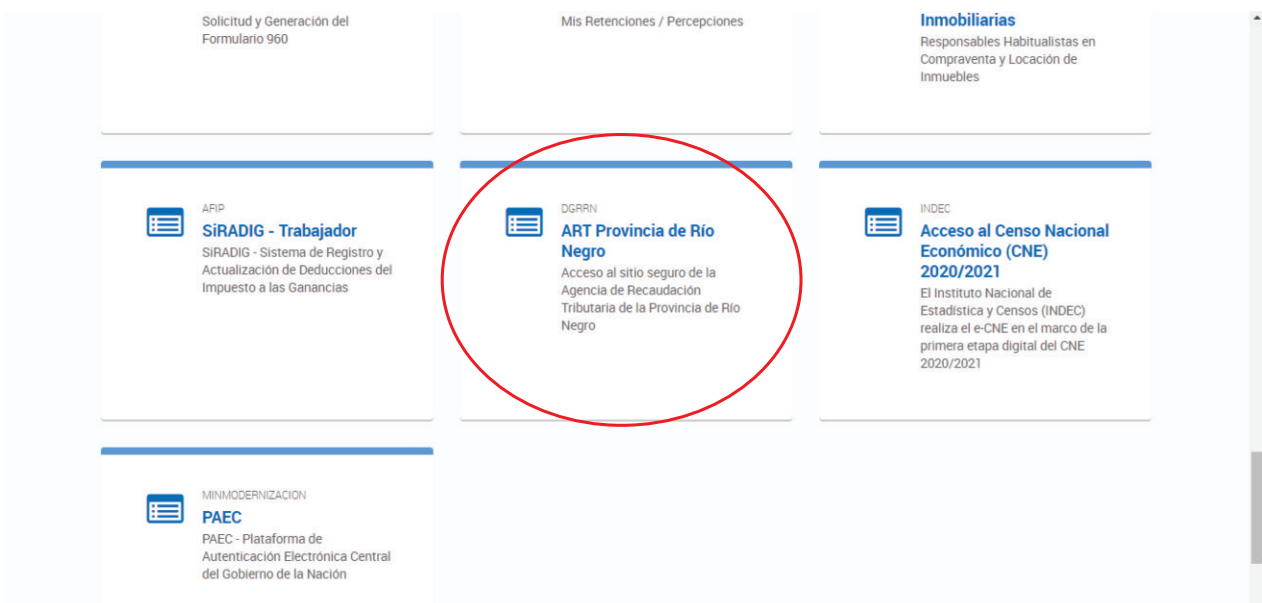 Solicitud y Generación del
Formulario 960
Mis Retenciones / Percepciones
Inmobiliarias
Responsables Habitualistas en
Compraventa y Locación de
Inmuebles
AFIP
SiRADIG - Trabajador
SiRADIG - Sistema de Registro y
Actualización de Deducciones del
Impuesto a las Ganancias
DGRRN
ART Provincia de Río
Negro
Acceso al sitio seguro de la
Agencia de Recaudación
Tributaria de la Provincia de Río
Negro
INDEC
Acceso al Censo Nacional
Económico (CNE)
2020/2021
El Instituto Nacional de
Estadística y Censos (INDEC)
realiza el e-CNE en el marco de la
primera etapa digital del CNE
2020/2021
MINMODERNIZACION
PAEC
PAEC - Plataforma de
Autenticación Electrónica Central
del Gobierno de la Nación